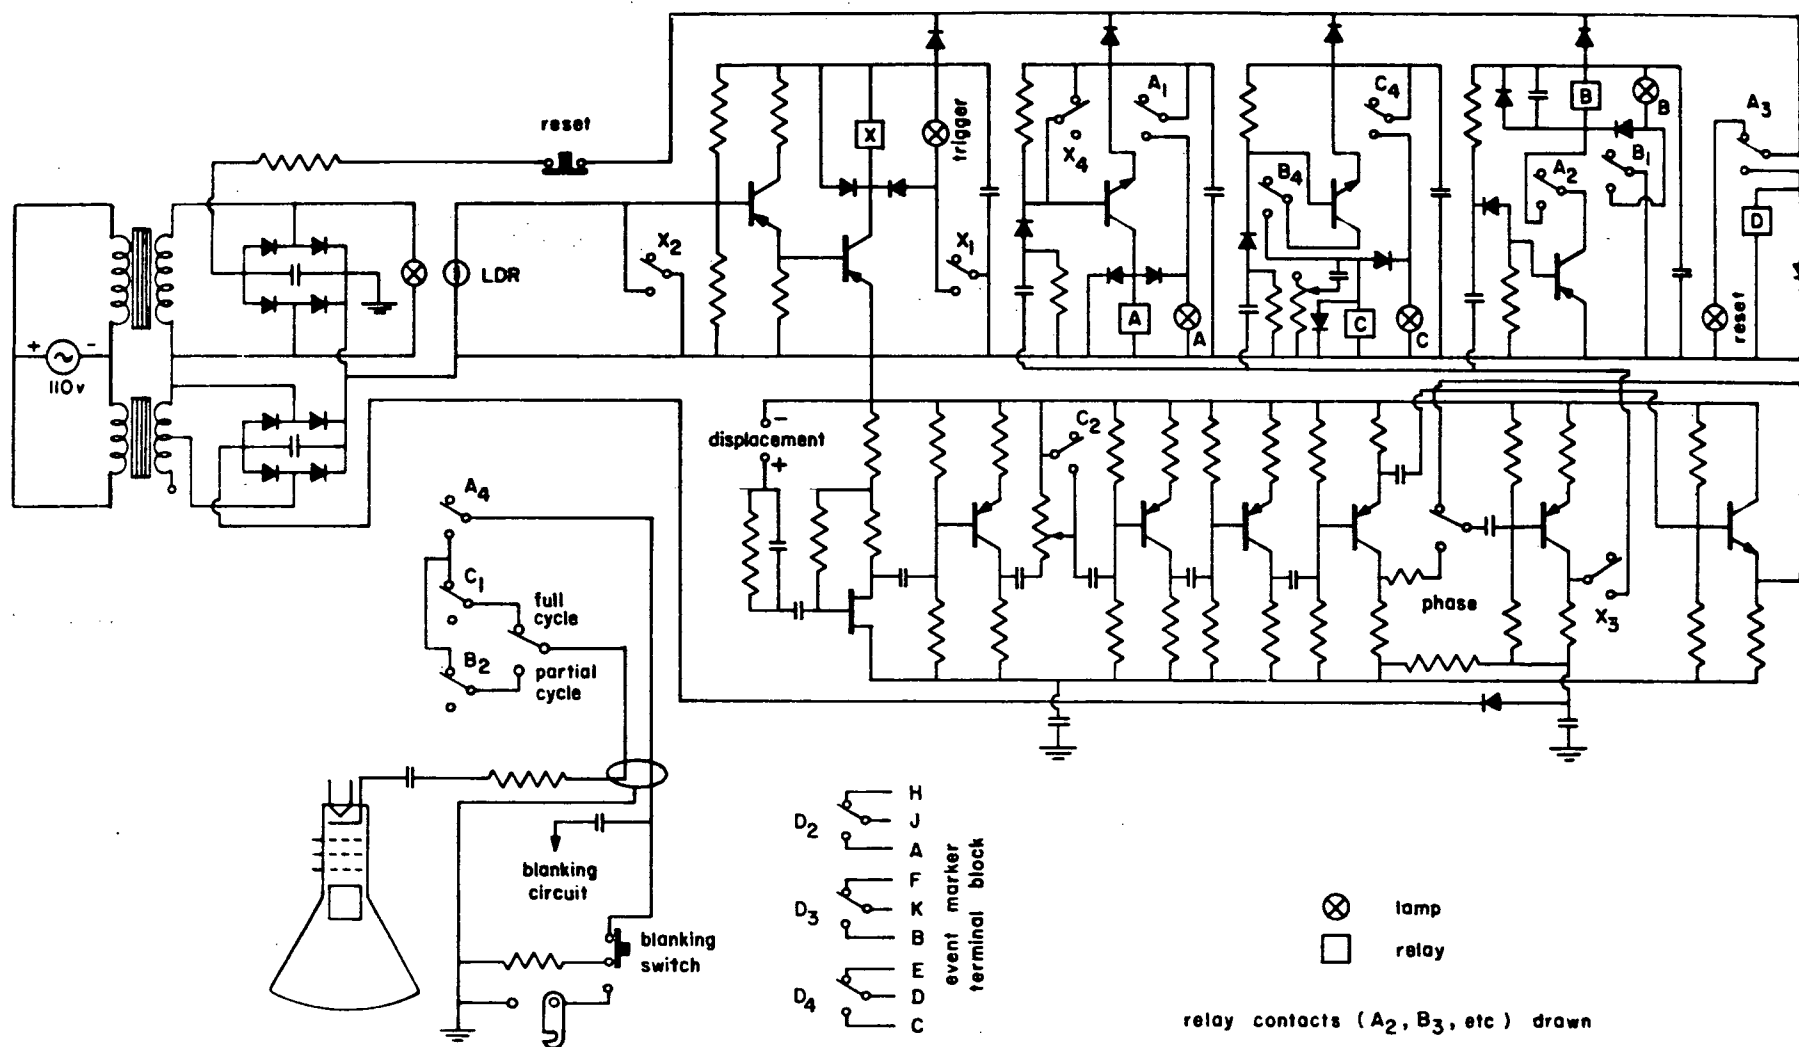 reset
X
trigger
X₂
X₁
X₄
A₁
A
A
C₄
B₄
C
C
B
B
A₂
B₁
A₃
D
reset
LDR
+
-
110 v
-
displacement
+
C₂
phase
X₃
A₄
C₁
full
cycle
B₂
partial
cycle
blanking
circuit
blanking
switch
D₂
H
J
A
D₃
F
K
B
D₄
E
D
C
event marker
terminal block
lamp
relay
relay contacts (A₂, B₃, etc) drawn